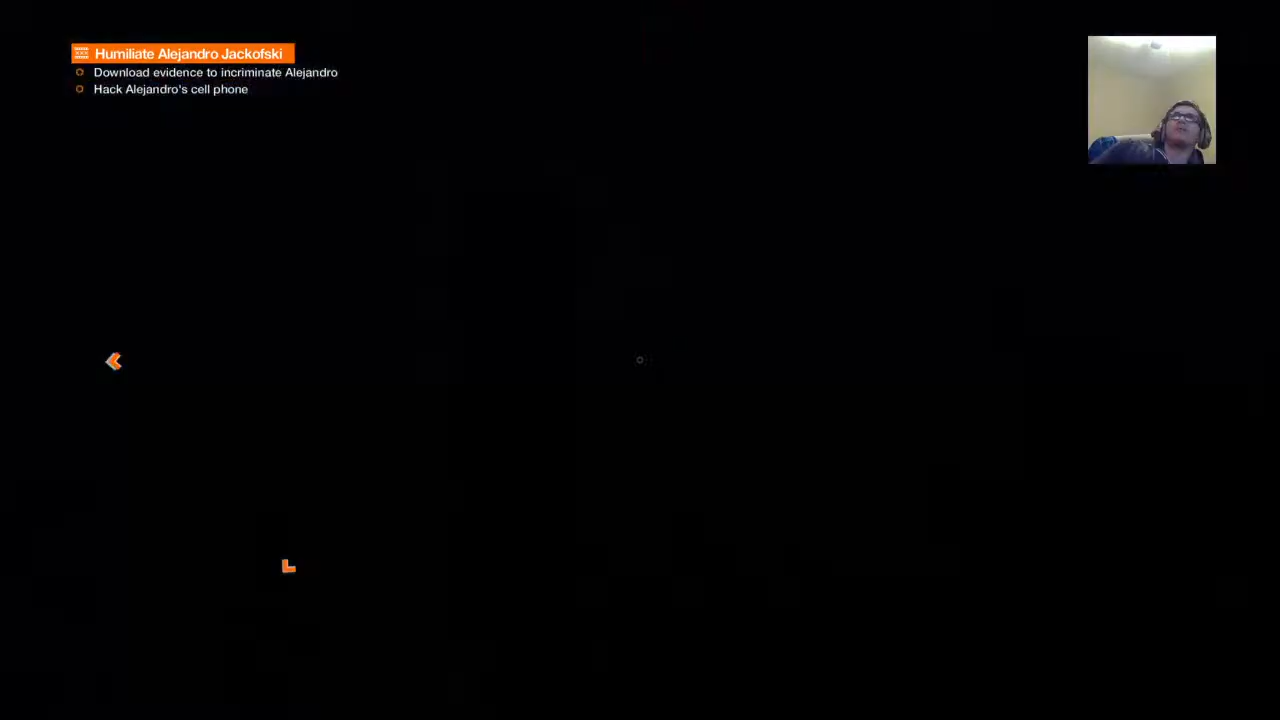 Humiliate Alejandro Jackofski
Download evidence to incriminate Alejandro
Hack Alejandro's cell phone